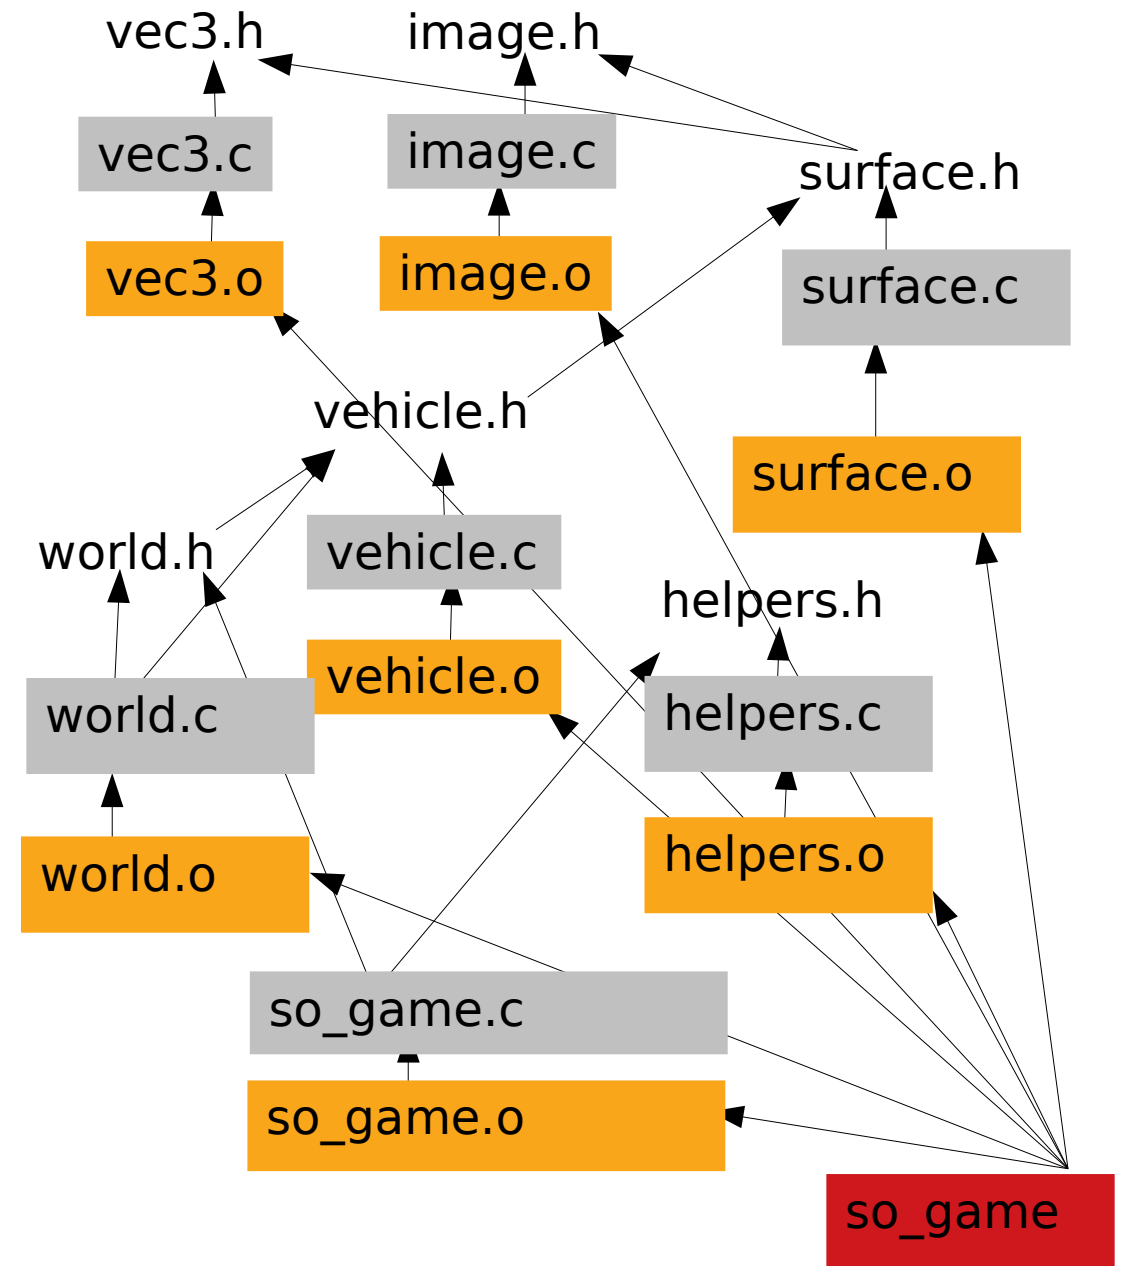 vec3.h
image.h
vec3.c
image.c
surface.h
vec3.o
image.o
surface.c
vehicle.h
surface.o
world.h
vehicle.c
helpers.h
vehicle.o
world.c
helpers.c
world.o
helpers.o
so_game.c
so_game.o
so_game